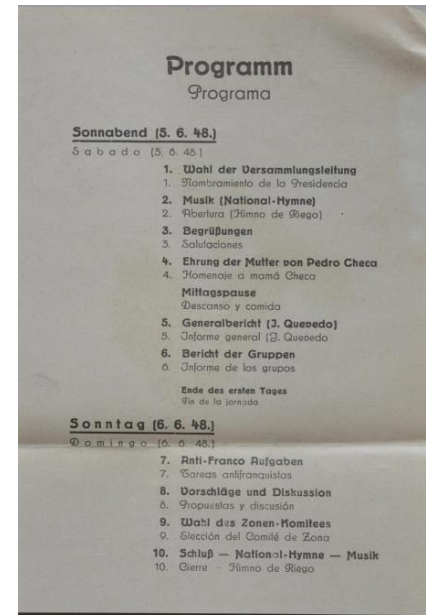 Programm
Programa
Sonnabend (5. 6. 48.)
Sabado (5. 6. 48.)
1. Wahl der Versammlungsleitung
1. Nombramiento de la Presidencia
2. Musik (National-Hymne)
2. Abertura (Himno de Riego)
3. Begrüßungen
3. Salutaciones
4. Ehrung der Mutter von Pedro Checa
4. Homenaje a mamá Checa
Mittagspause
Descanso y comida
5. Generalbericht (J. Quevedo)
5. Informe general (J. Quevedo
6. Bericht der Gruppen
6. Informe de los grupos
Ende des ersten Tages
Fin de la jornada
Sonntag (6. 6. 48.)
Domingo (6. 6 48.)
7. Anti-Franco Aufgaben
7. Tareas antifranquistas
8. Vorschläge und Diskussion
8. Propuestas y discusión
9. Wahl des Zonen-Komitees
9. Elección del Comité de Zona
10. Schluß — National-Hymne — Musik
10. Cierre — Himno de Riego